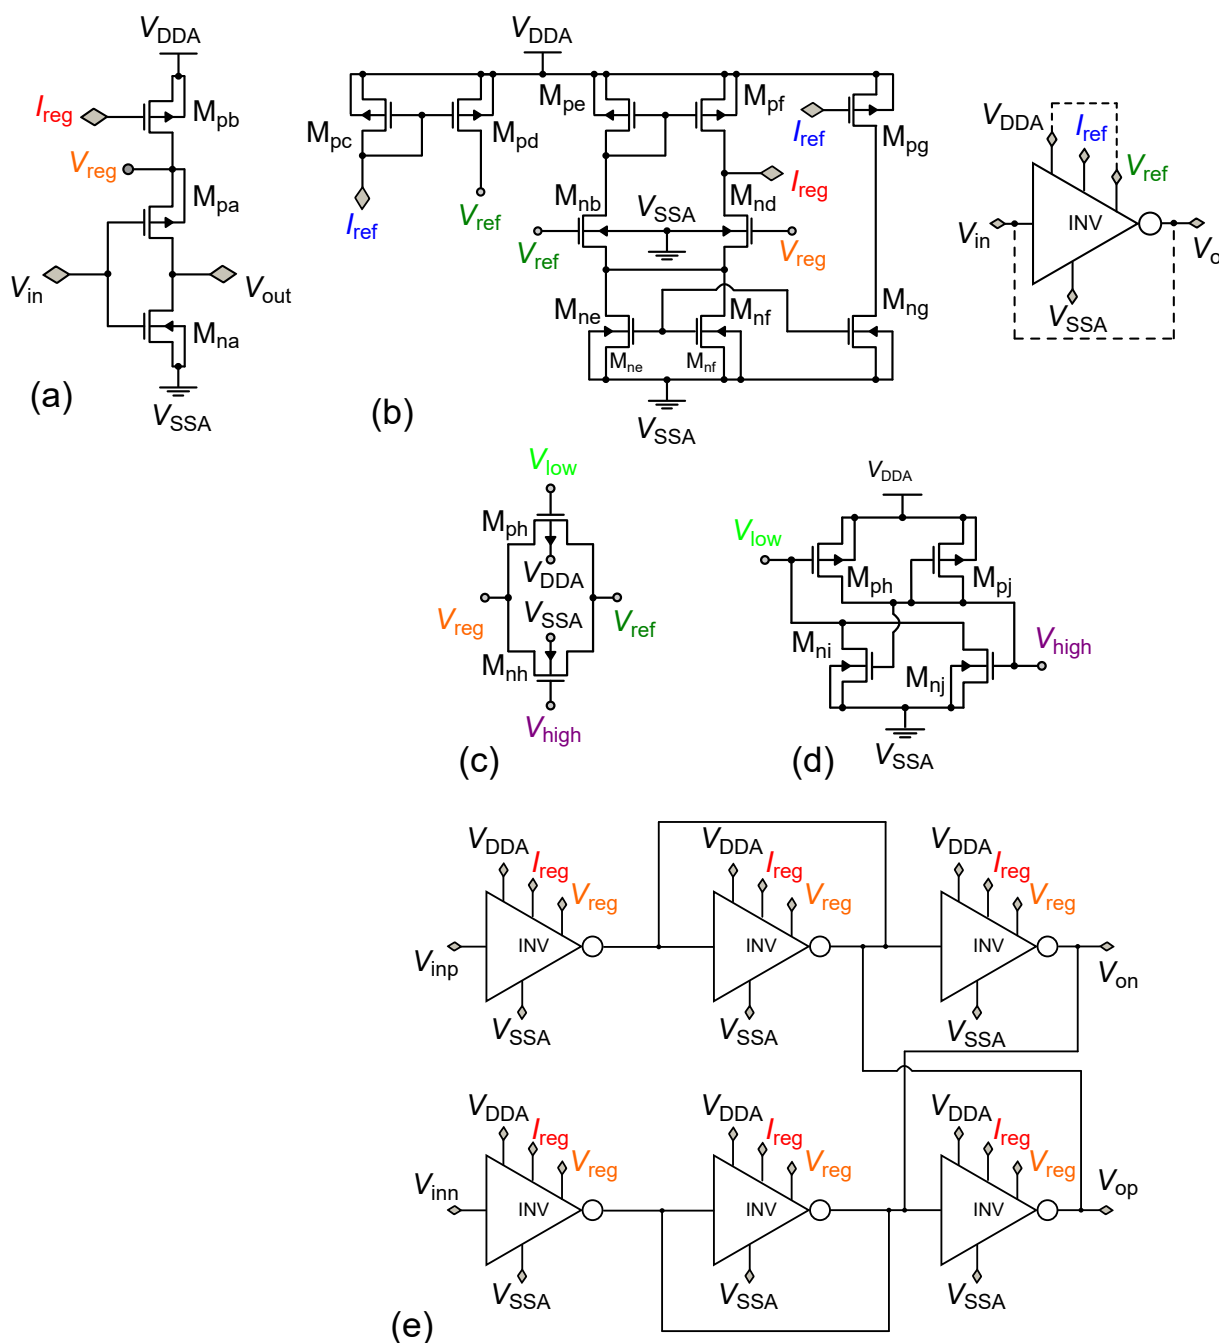 VDDA
Ireg
Mpb
Vreg
Mpa
Vin
Vout
Mna
VSSA
(a)
VDDA
Mpc
Mpd
Iref
Vref
Mpe
Mpf
Iref
Mpg
Ireg
Mnb
VSSA
Mnd
Vref
Vreg
Mne
Mnf
Mng
Mne
Mnf
VSSA
(b)
VDDA
Iref
Vref
Vin
INV
Vo
VSSA
Vlow
Mph
VDDA
Vreg
VSSA
Vref
Mnh
Vhigh
(c)
VDDA
Vlow
Mph
Mpj
Mni
Mnj
Vhigh
VSSA
(d)
VDDA
Ireg
Vreg
VDDA
Ireg
Vreg
VDDA
Ireg
Vreg
Vinp
INV
INV
INV
Von
VSSA
VSSA
VSSA
VDDA
Ireg
Vreg
VDDA
Ireg
Vreg
VDDA
Ireg
Vreg
Vinn
INV
INV
INV
Vop
VSSA
VSSA
VSSA
(e)